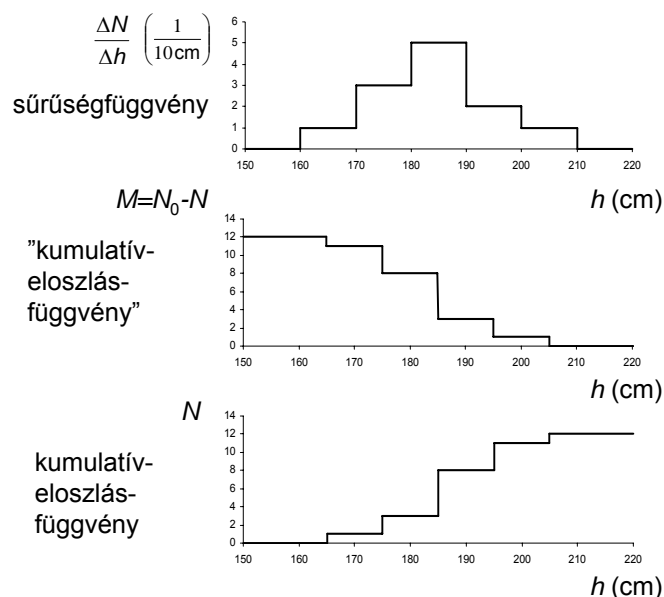 ΔN/Δh (1/10cm)
sűrűségfüggvény
6
5
4
3
2
1
0
150 160 170 180 190 200 210 220
h (cm)
M=N₀-N
”kumulatív-
eloszlás-
függvény”
14
12
10
8
6
4
2
0
150 160 170 180 190 200 210 220
h (cm)
N
kumulatív-
eloszlás-
függvény
14
12
10
8
6
4
2
0
150 160 170 180 190 200 210 220
h (cm)